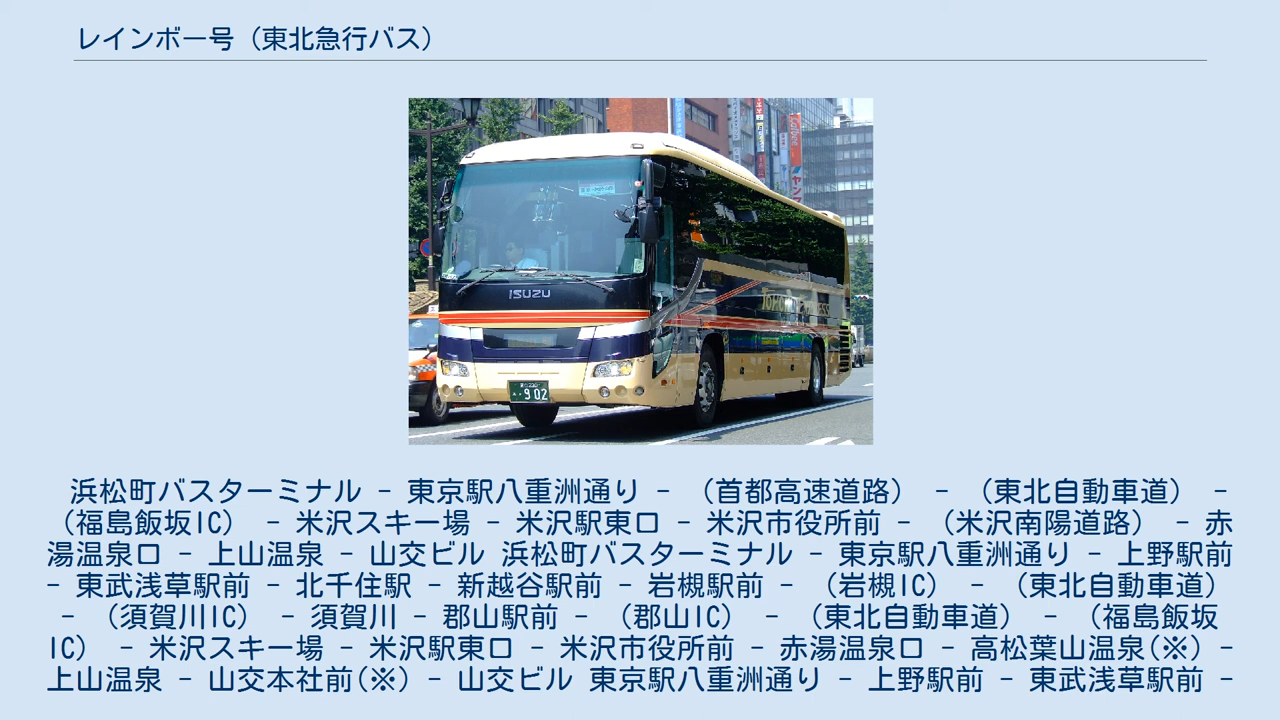 レインボー号（東北急行バス）
Calbee
ISUZU
902
浜松町バスターミナル － 東京駅八重洲通り － （首都高速道路） － （東北自動車道） －
（福島飯坂IC） － 米沢スキー場 － 米沢駅東口 － 米沢市役所前 － （米沢南陽道路） － 赤
湯温泉口 － 上山温泉 － 山交ビル 浜松町バスターミナル － 東京駅八重洲通り － 上野駅前
－ 東武浅草駅前 － 北千住駅 － 新越谷駅前 － 岩槻駅前 － （岩槻IC） － （東北自動車道）
－ （須賀川IC） － 須賀川 － 郡山駅前 － （郡山IC） － （東北自動車道） － （福島飯坂
IC） － 米沢スキー場 － 米沢駅東口 － 米沢市役所前 － 赤湯温泉口 － 高松葉山温泉(※) －
上山温泉 － 山交本社前(※) － 山交ビル 東京駅八重洲通り － 上野駅前 － 東武浅草駅前 －